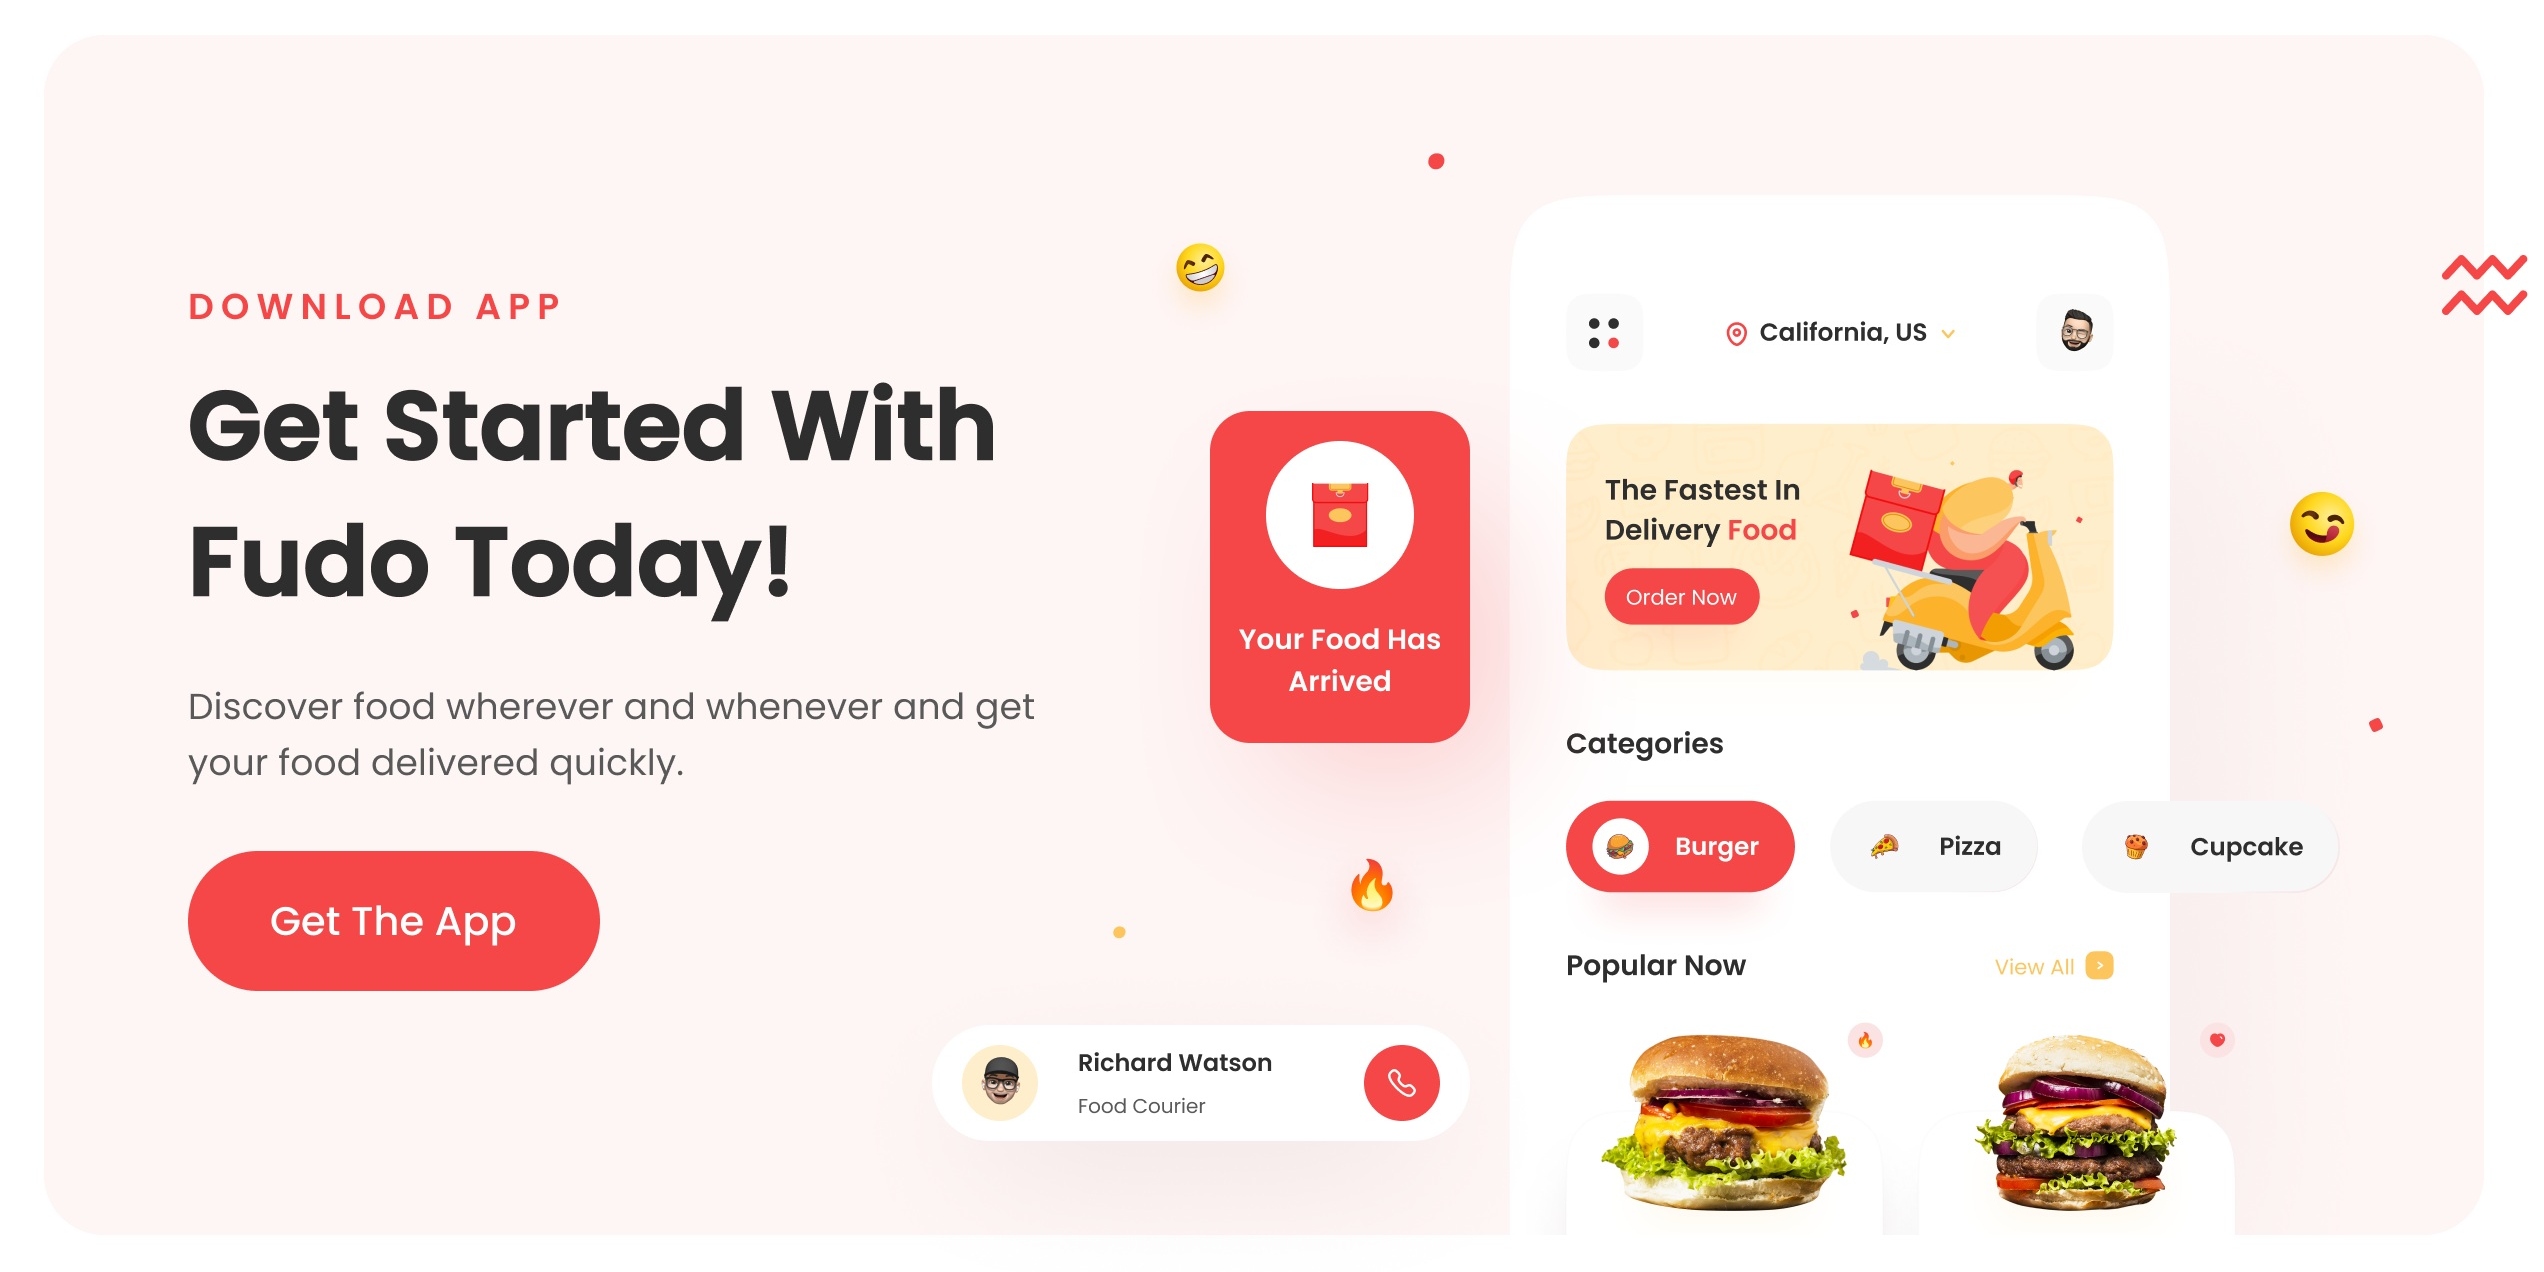 DOWNLOAD APP
Get Started With
Fudo Today!
Discover food wherever and whenever and get
your food delivered quickly.
Get The App
Your Food Has
Arrived
Richard Watson
Food Courier
California, US
The Fastest In
Delivery Food
Order Now
Categories
Burger
Pizza
Cupcake
Popular Now
View All